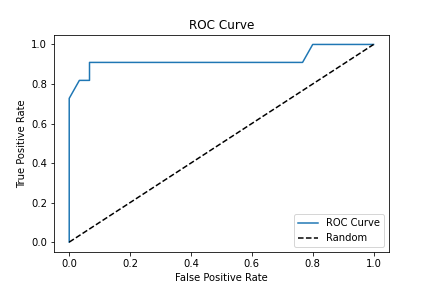 ROC Curve
1.0
0.8
0.6
0.4
0.2
0.0
True Positive Rate
ROC Curve
Random
0.0 0.2 0.4 0.6 0.8 1.0
False Positive Rate